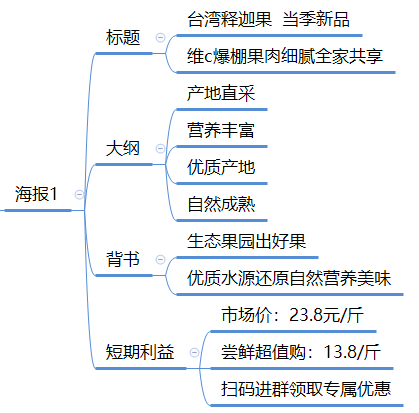 海报1
标题
台湾释迦果 当季新品
维c爆棚果肉细腻全家共享
大纲
产地直采
营养丰富
优质产地
自然成熟
背书
生态果园出好果
优质水源还原自然营养美味
短期利益
市场价：23.8元/斤
尝鲜超值购：13.8/斤
扫码进群领取专属优惠